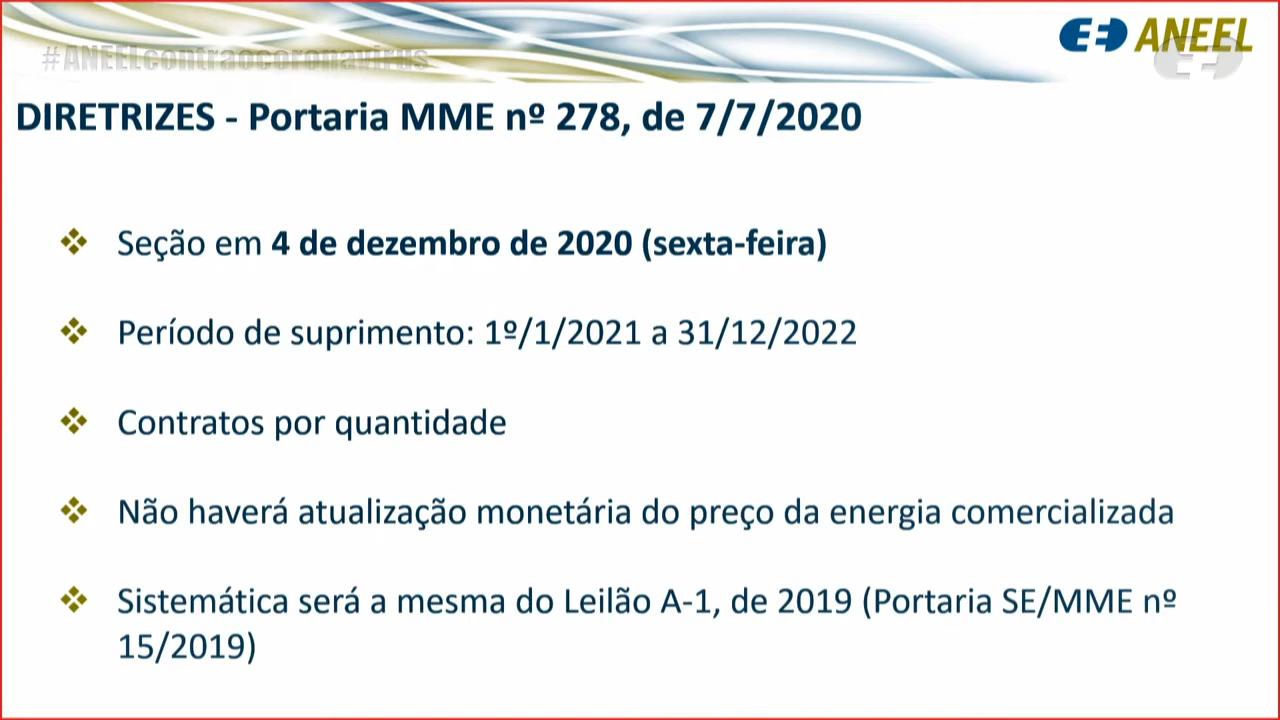 #ANEELcontraocoronavirus
ANEEL
DIRETRIZES - Portaria MME nº 278, de 7/7/2020
Seção em 4 de dezembro de 2020 (sexta-feira)
Período de suprimento: 1º/1/2021 a 31/12/2022
Contratos por quantidade
Não haverá atualização monetária do preço da energia comercializada
Sistemática será a mesma do Leilão A-1, de 2019 (Portaria SE/MME nº
15/2019)